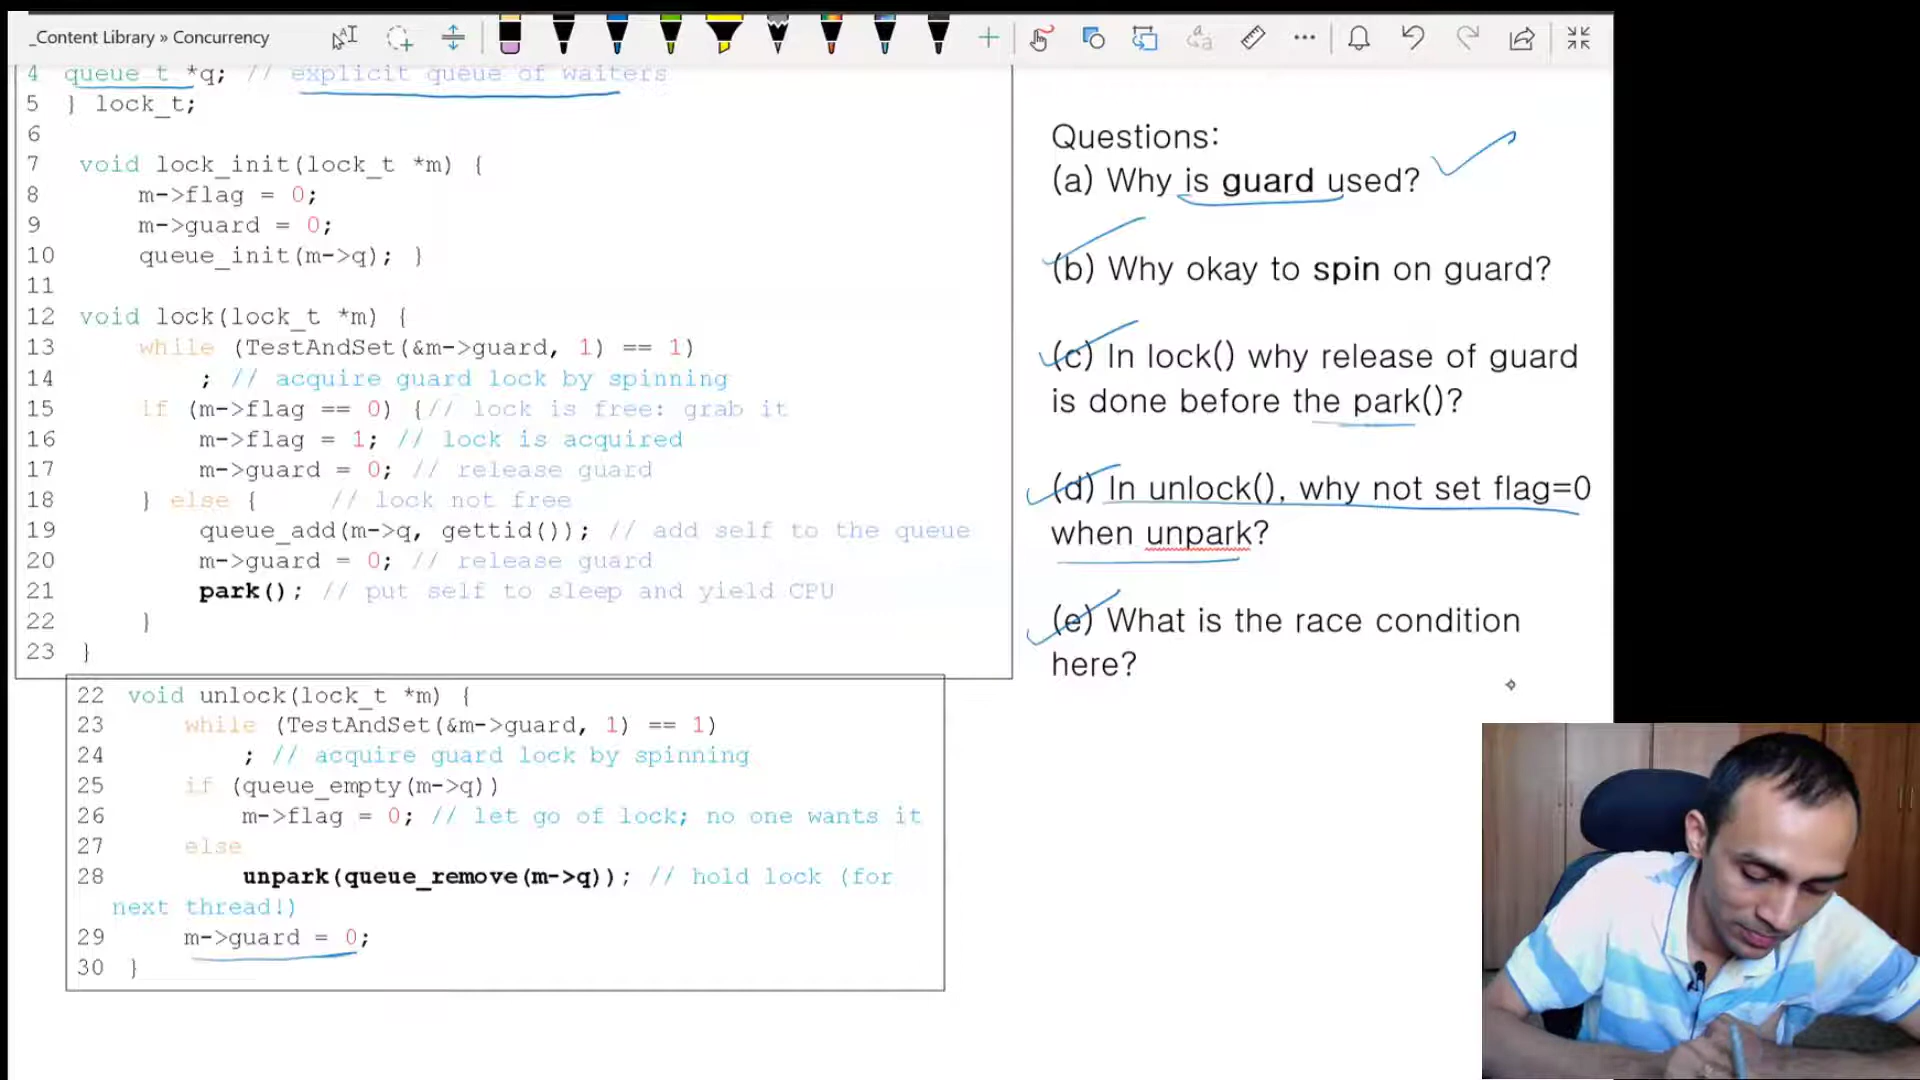 _Content Library » Concurrency
4 queue_t *q; // explicit queue of waiters
5 } lock_t;
6
7 void lock_init(lock_t *m) {
8 m->flag = 0;
9 m->guard = 0;
10 queue_init(m->q); }
11
12 void lock(lock_t *m) {
13 while (TestAndSet(&m->guard, 1) == 1)
14 ; // acquire guard lock by spinning
15 if (m->flag == 0) {// lock is free: grab it
16 m->flag = 1; // lock is acquired
17 m->guard = 0; // release guard
18 } else { // lock not free
19 queue_add(m->q, gettid()); // add self to the queue
20 m->guard = 0; // release guard
21 park(); // put self to sleep and yield CPU
22 }
23 }
22 void unlock(lock_t *m) {
23 while (TestAndSet(&m->guard, 1) == 1)
24 ; // acquire guard lock by spinning
25 if (queue_empty(m->q))
26 m->flag = 0; // let go of lock; no one wants it
27 else
28 unpark(queue_remove(m->q)); // hold lock (for
next thread!)
29 m->guard = 0;
30 }
Questions:
(a) Why is guard used?
(b) Why okay to spin on guard?
(c) In lock() why release of guard
is done before the park()?
(d) In unlock(), why not set flag=0
when unpark?
(e) What is the race condition
here?